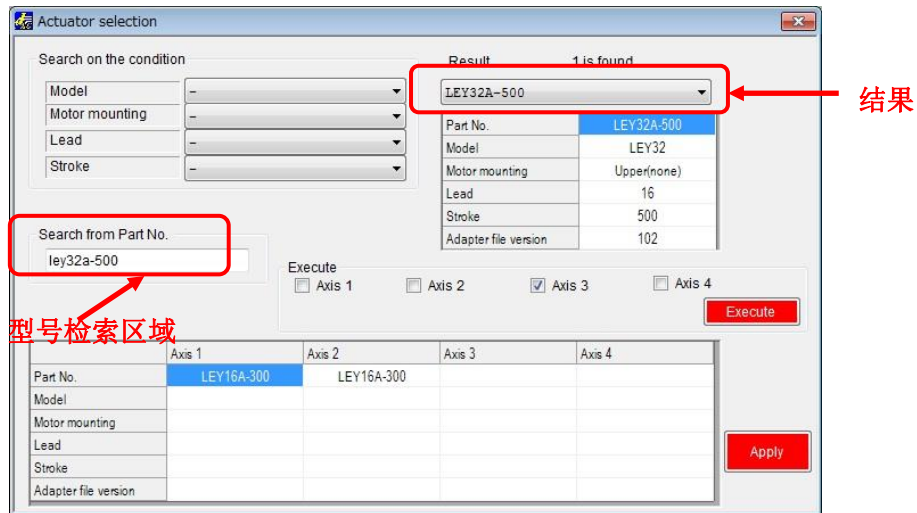 Actuator selection
Search on the condition
Model -
Motor mounting -
Lead -
Stroke -
Result 1 is found
LEY32A-500
结果
Part No. LEY32A-500
Model LEY32
Motor mounting Upper(none)
Lead 16
Stroke 500
Adapter file version 102
Search from Part No.
ley32a-500
型号检索区域
Execute
Axis 1 Axis 2 Axis 3 Axis 4
Execute
Axis 1 Axis 2 Axis 3 Axis 4
Part No. LEY16A-300 LEY16A-300
Model
Motor mounting
Lead
Stroke
Adapter file version
Apply